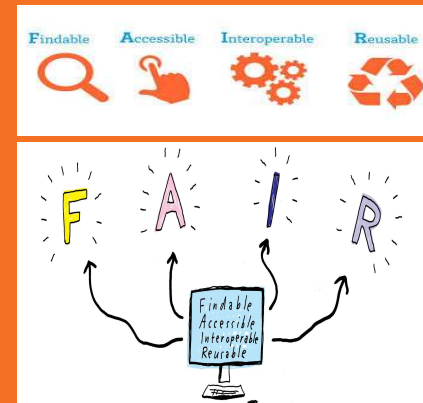 Findable Accessible Interoperable Reusable
F A I R
Findable
Accessible
Interoperable
Reusable